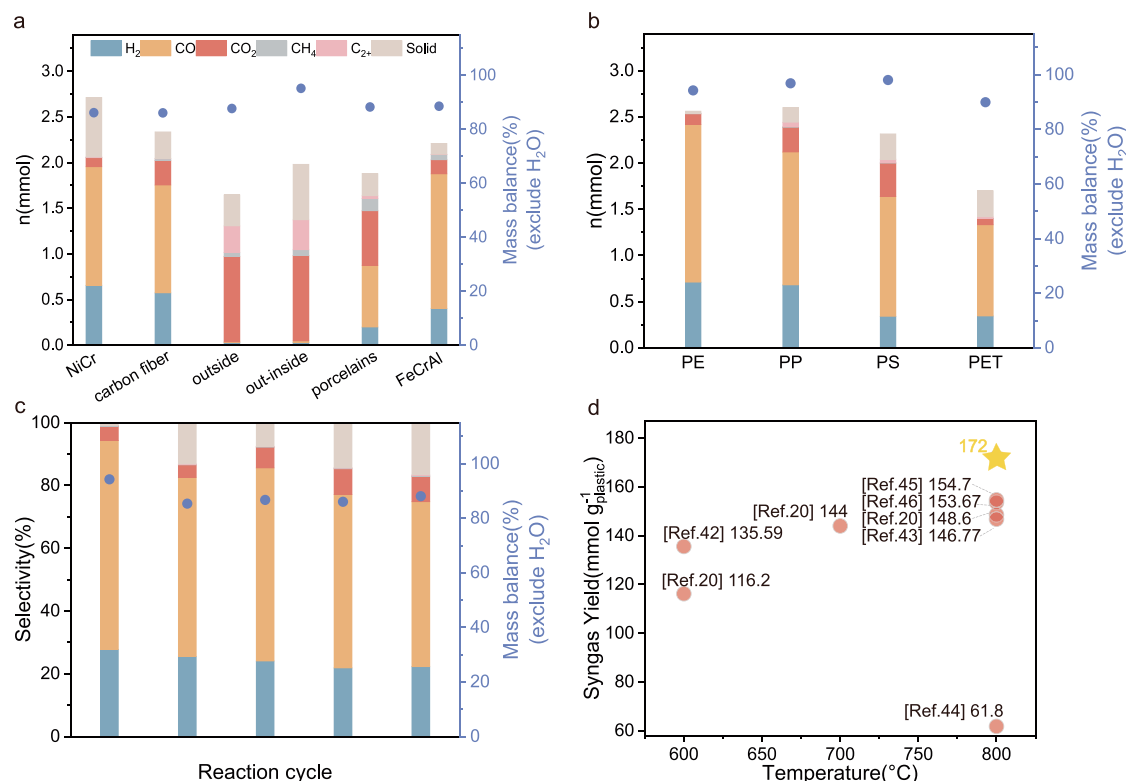 a
H₂ CO CO₂ CH₄ C₂₊ Solid
3.0
2.5
2.0
1.5
1.0
0.5
0.0
n(mmol)
100
80
60
40
20
0
Mass balance(%)
(exclude H₂O)
NiCr carbon fiber outside out-inside porcelains FeCrAl
b
3.0
2.5
2.0
1.5
1.0
0.5
0.0
n(mmol)
100
80
60
40
20
0
Mass balance(%)
(exclude H₂O)
PE PP PS PET
c
100
80
60
40
20
0
Selectivity(%)
100
80
60
40
20
0
Mass balance(%)
(exclude H₂O)
Reaction cycle
d
180
160
140
120
100
80
60
Syngas Yield(mmol g⁻¹plastic)
172
[Ref.45] 154.7
[Ref.46] 153.67
[Ref.20] 148.6
[Ref.43] 146.77
[Ref.20] 144
[Ref.42] 135.59
[Ref.20] 116.2
[Ref.44] 61.8
600 650 700 750 800
Temperature(°C)